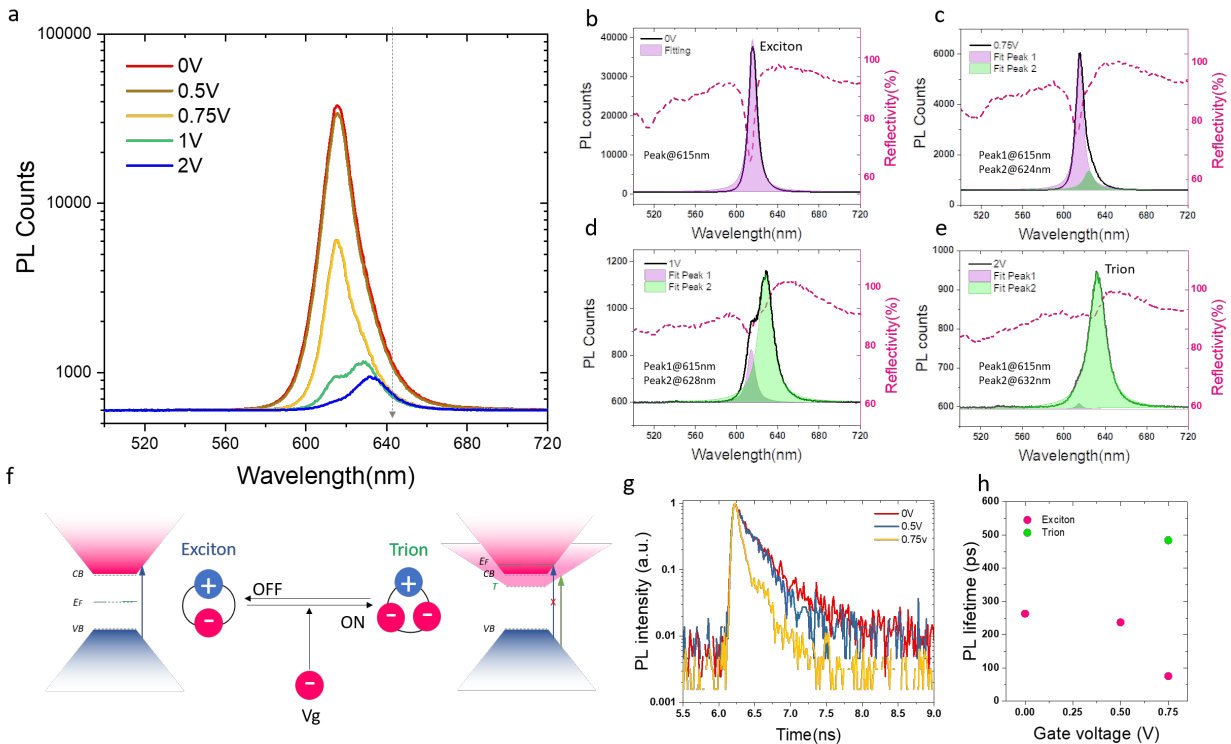 a
100000
10000
1000
PL Counts
0V
0.5V
0.75V
1V
2V
520 560 600 640 680 720
Wavelength(nm)
b
0V
Fitting
Exciton
Peak@615nm
40000
30000
20000
10000
0
PL Counts
100
80
60
Reflectivity(%)
520 560 600 640 680 720
Wavelength(nm)
c
0.75V
Fit Peak 1
Fit Peak 2
Peak1@615nm
Peak2@624nm
6000
4000
2000
0
PL Counts
100
80
60
Reflectivity(%)
520 560 600 640 680 720
Wavelength(nm)
d
1V
Fit Peak 1
Fit Peak 2
Peak1@615nm
Peak2@628nm
1200
1000
800
600
PL Counts
100
80
60
Reflectivity(%)
520 560 600 640 680 720
Wavelength(nm)
e
2V
Fit Peak1
Fit Peak2
Trion
Peak1@615nm
Peak2@632nm
1000
900
800
700
600
PL counts
100
80
60
Reflectivity(%)
520 560 600 640 680 720
Wavelength(nm)
f
CB
EF
VB
Exciton
+
-
OFF
ON
-
Vg
Trion
+
- -
EF
CB
T
x
VB
g
1
0.1
0.01
0.001
PL intensity (a.u.)
0V
0.5V
0.75v
5.5 6.0 6.5 7.0 7.5 8.0 8.5 9.0
Time(ns)
h
600
500
400
300
200
100
0
PL lifetime (ps)
Exciton
Trion
0.00 0.25 0.50 0.75
Gate voltage (V)